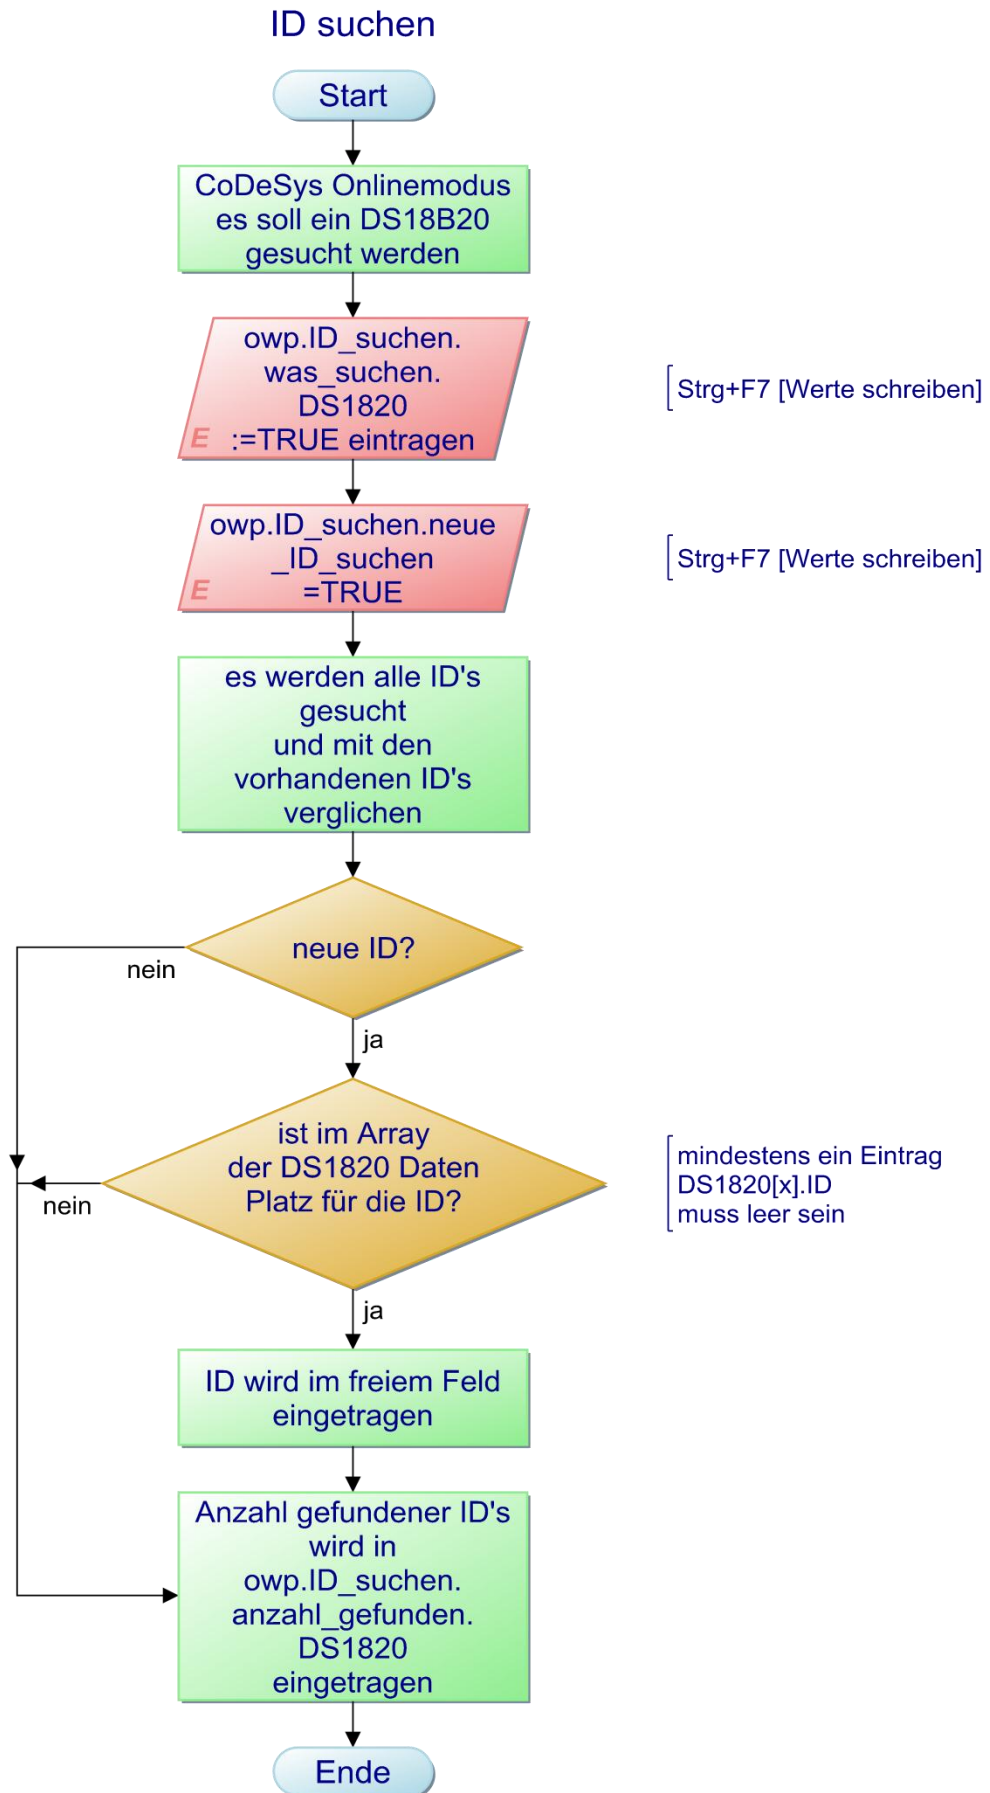 ID suchen
Start
CoDeSys Onlinemodus
es soll ein DS18B20
gesucht werden
owp.ID_suchen.
was_suchen.
DS1820
E :=TRUE eintragen
Strg+F7 [Werte schreiben]
owp.ID_suchen.neue
_ID_suchen
E =TRUE
Strg+F7 [Werte schreiben]
es werden alle ID's
gesucht
und mit den
vorhandenen ID's
verglichen
neue ID?
nein
ja
ist im Array
der DS1820 Daten
Platz für die ID?
nein
mindestens ein Eintrag
DS1820[x].ID
muss leer sein
ja
ID wird im freiem Feld
eingetragen
Anzahl gefundener ID's
wird in
owp.ID_suchen.
anzahl_gefunden.
DS1820
eingetragen
Ende